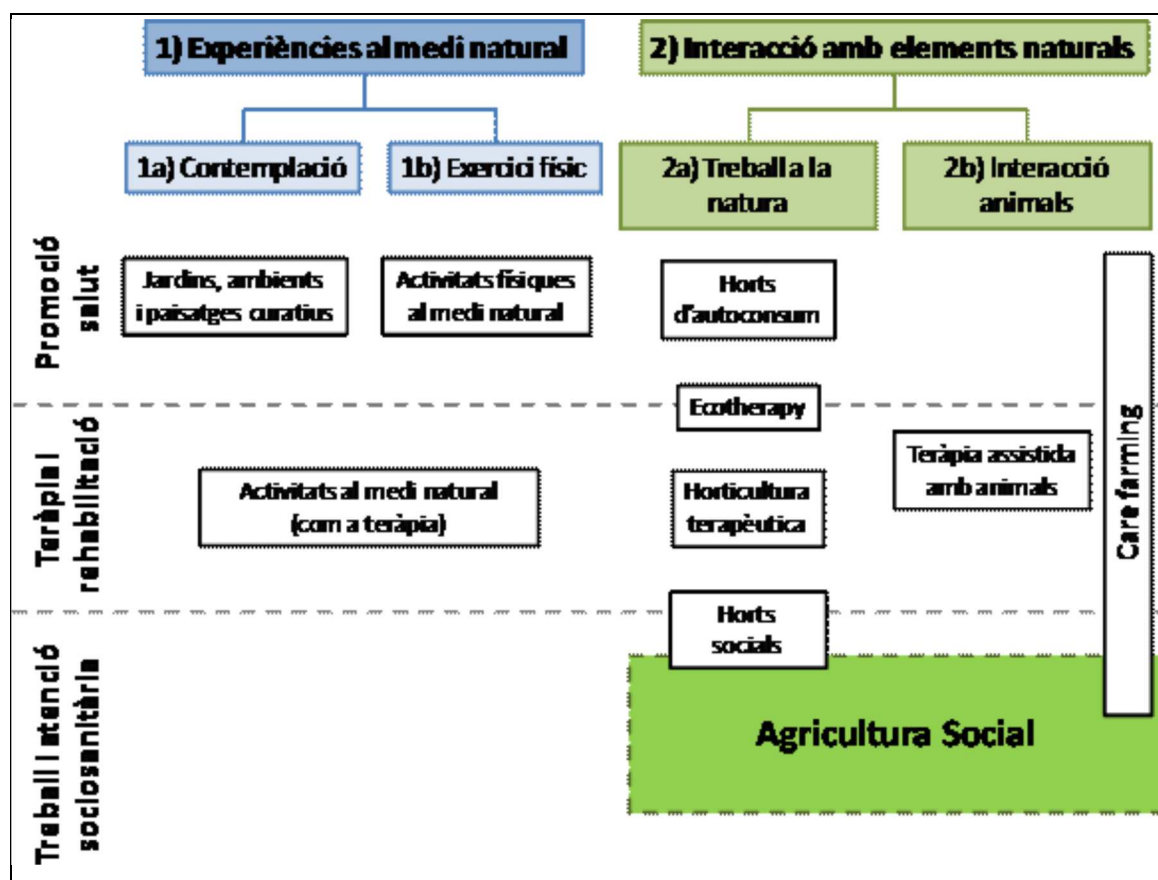 1) Experiències al medi natural
2) Interacció amb elements naturals
1a) Contemplació
1b) Exercici físic
2a) Treball a la
natura
2b) Interacció
animals
Promoció
salut
Jardins, ambients
i paisatges curatius
Activitats físiques
al medi natural
Horts
d'autoconsum
Ecotherapy
Teràpia i
rehabilitació
Activitats al medi natural
(com a teràpia)
Horticultura
terapèutica
Teràpia assistida
amb animals
Care farming
Horts
socials
Treball i atenció
sociosanitària
Agricultura Social